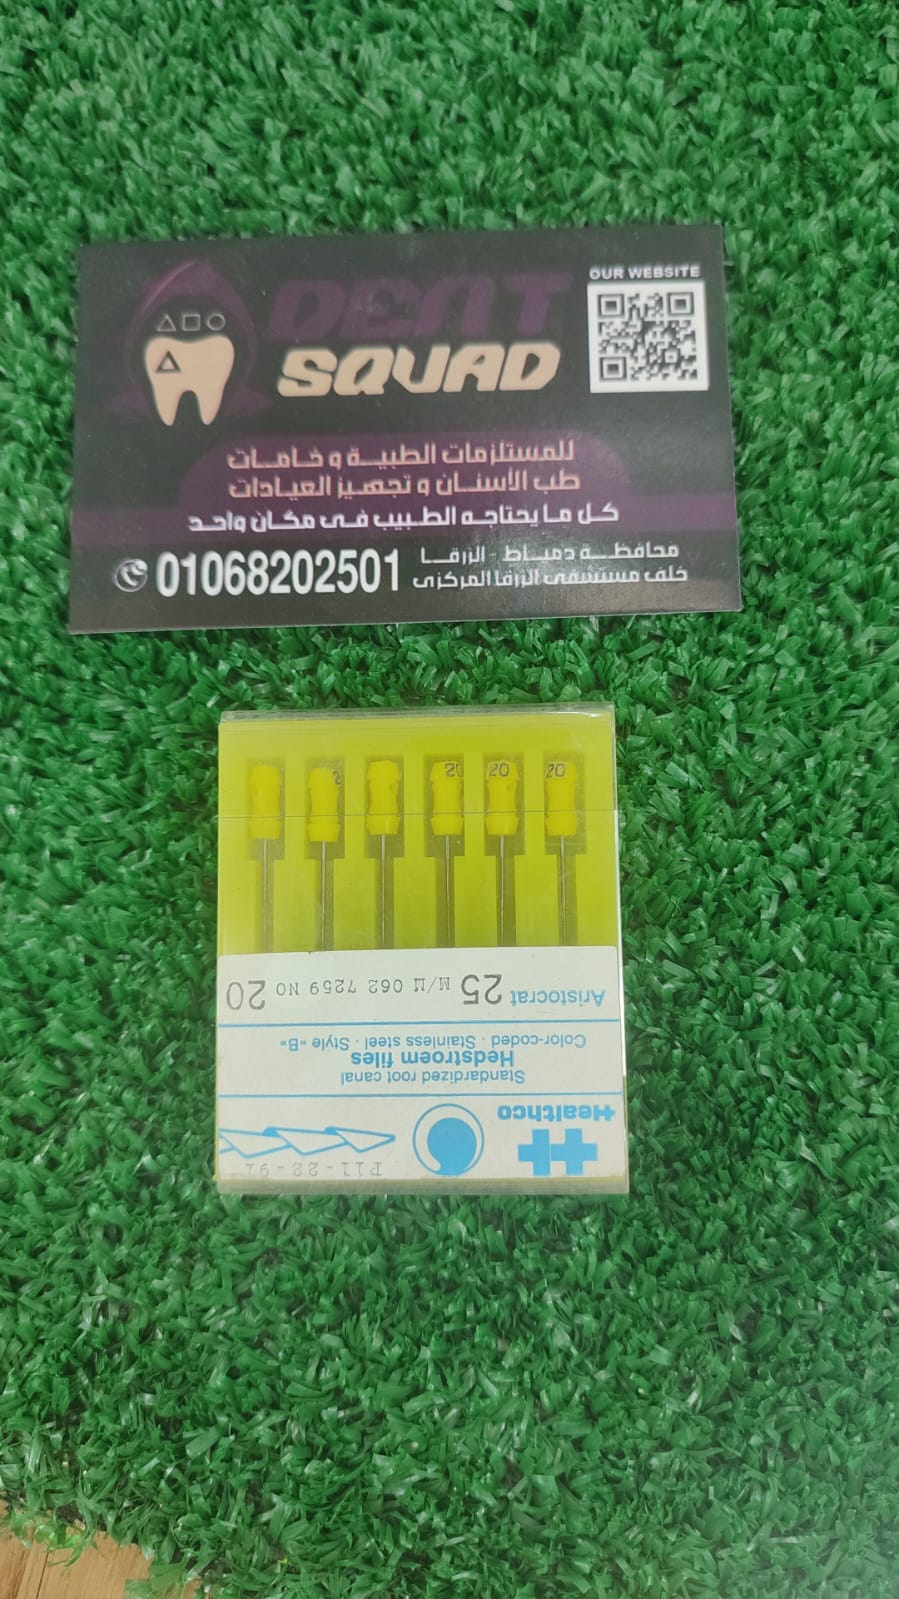 OUR WEBSITE
DENT
SQUAD
للمستلزمات الطبية و خامات
طب الأسنان و تجهيز العيادات
كل ما يحتاجه الطبيب فى مكان واحد
محافظة دمياط - الزرقا
خلف مستشفى الزرقا المركزى
01068202501
20
20
20
P11-22-91
Healthco
Standardized root canal
Hedstroem files
Color-coded · Stainless steel · Style «B»
Aristocrat 25 M/M 062 7259 NO 20